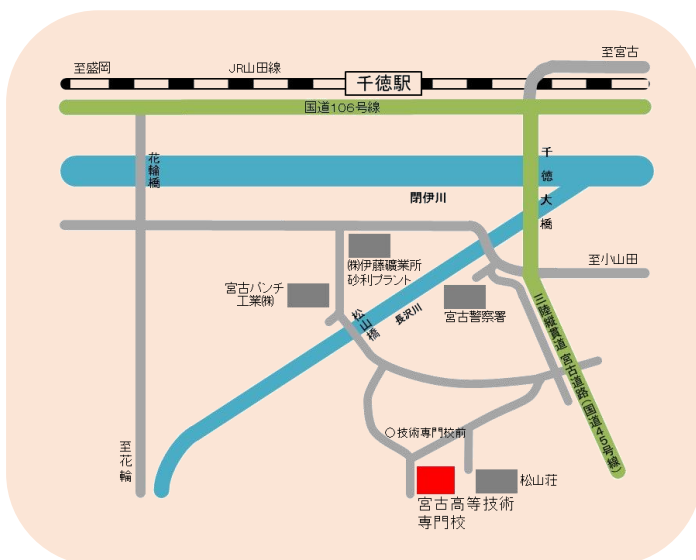 至宮古
至盛岡
JR山田線
千徳駅
国道106号線
花輪橋
千徳大橋
閉伊川
至小山田
㈱伊藤礦業所
砂利プラント
宮古パンチ
工業㈱
松山橋
長沢川
宮古警察署
三陸縦貫道 宮古道路(国道45号線)
至花輪
○技術専門校前
松山荘
宮古高等技術
専門校